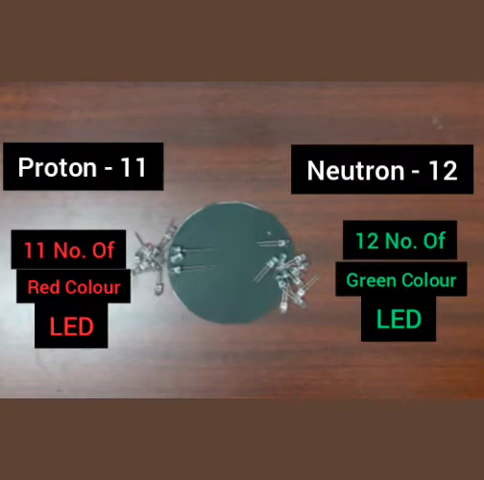 Proton - 11
Neutron - 12
11 No. Of
Red Colour
LED
12 No. Of
Green Colour
LED